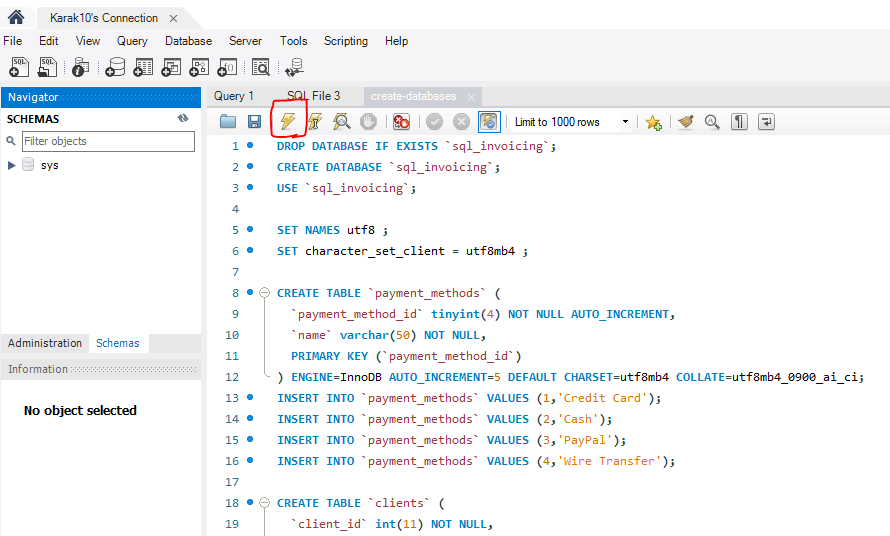 Karak10's Connection
File Edit View Query Database Server Tools Scripting Help
SQL SQL
Navigator
SCHEMAS
Filter objects
sys
Administration Schemas
Information
No object selected
Query 1 SQL File 3 create-databases
Limit to 1000 rows
1 DROP DATABASE IF EXISTS `sql_invoicing`;
2 CREATE DATABASE `sql_invoicing`;
3 USE `sql_invoicing`;
4
5 SET NAMES utf8 ;
6 SET character_set_client = utf8mb4 ;
7
8 CREATE TABLE `payment_methods` (
9 `payment_method_id` tinyint(4) NOT NULL AUTO_INCREMENT,
10 `name` varchar(50) NOT NULL,
11 PRIMARY KEY (`payment_method_id`)
12 ) ENGINE=InnoDB AUTO_INCREMENT=5 DEFAULT CHARSET=utf8mb4 COLLATE=utf8mb4_0900_ai_ci;
13 INSERT INTO `payment_methods` VALUES (1,'Credit Card');
14 INSERT INTO `payment_methods` VALUES (2,'Cash');
15 INSERT INTO `payment_methods` VALUES (3,'PayPal');
16 INSERT INTO `payment_methods` VALUES (4,'Wire Transfer');
17
18 CREATE TABLE `clients` (
19 `client_id` int(11) NOT NULL,